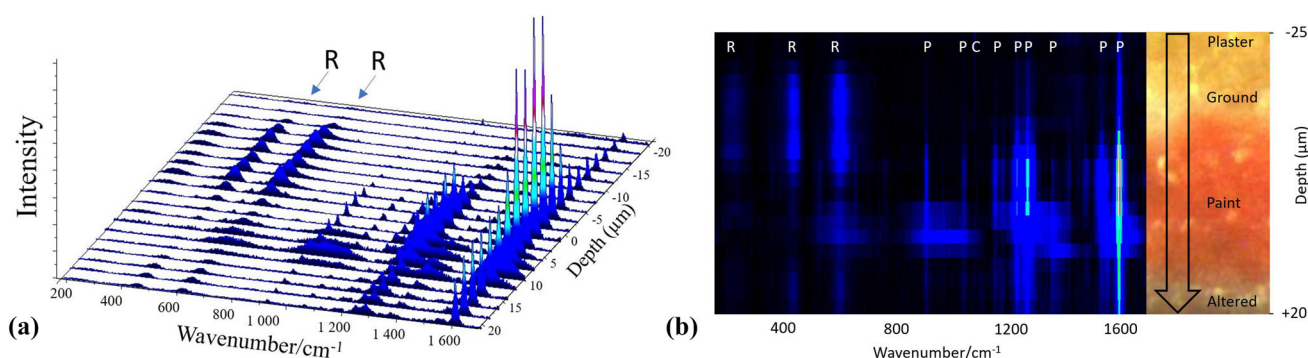 R R
Intensity
200 400 600 800 1 000 1 200 1 400 1 600
Wavenumber/cm-1
-20
-15
-10
-5
0
5
10
15
20
Depth (µm)
(a)
R R R P P C P P P P P P
400 800 1200 1600
Wavenumber/cm-1
Plaster
Ground
Paint
Altered
-25
Depth (µm)
+20
(b)